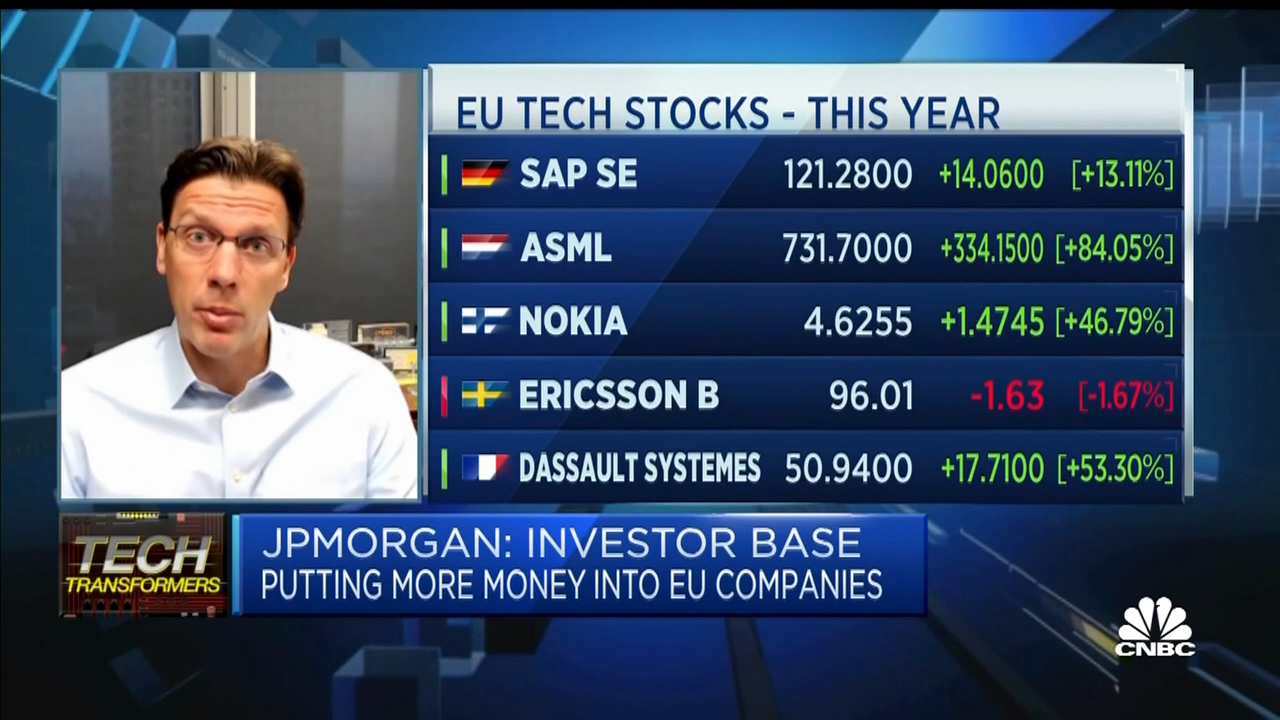 EU TECH STOCKS - THIS YEAR
SAP SE 121.2800 +14.0600 [+13.11%]
ASML 731.7000 +334.1500 [+84.05%]
NOKIA 4.6255 +1.4745 [+46.79%]
ERICSSON B 96.01 -1.63 [-1.67%]
DASSAULT SYSTEMES 50.9400 +17.7100 [+53.30%]
TECH
TRANSFORMERS
JPMORGAN: INVESTOR BASE
PUTTING MORE MONEY INTO EU COMPANIES
CNBC